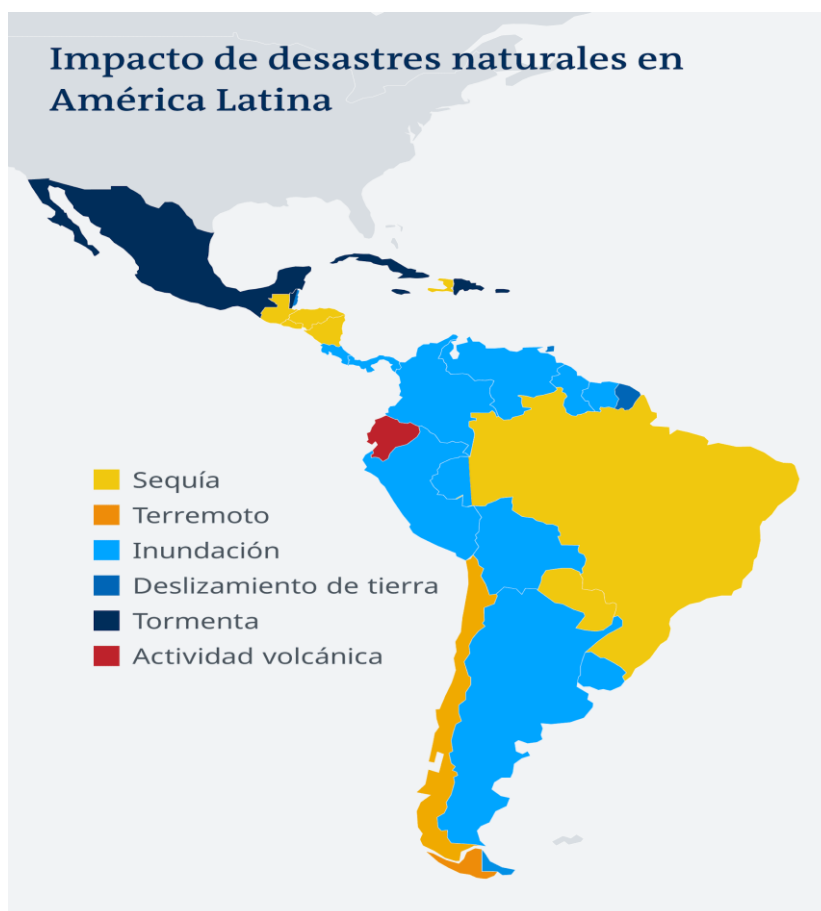 Impacto de desastres naturales en
América Latina
Sequía
Terremoto
Inundación
Deslizamiento de tierra
Tormenta
Actividad volcánica